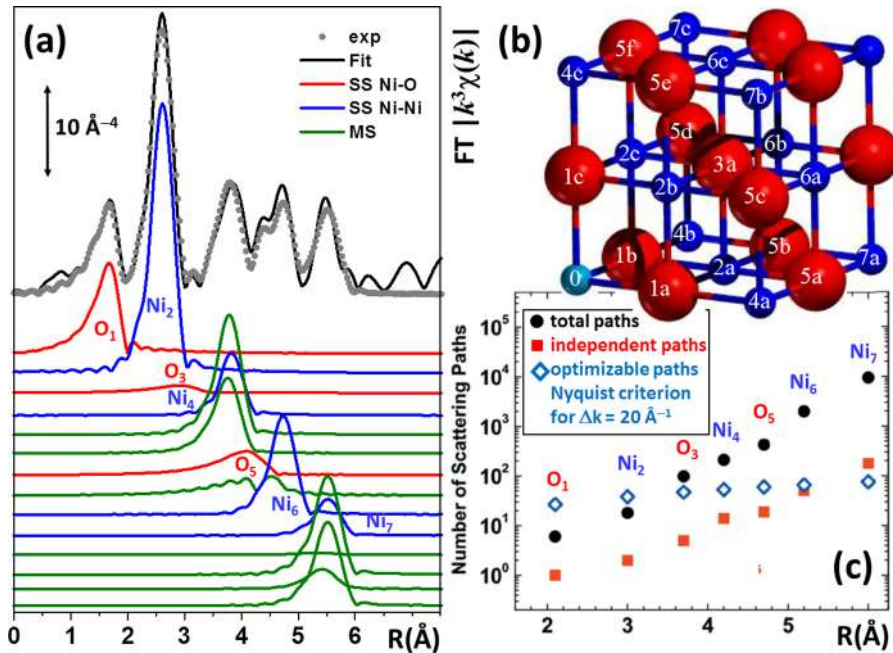 (a)
exp
Fit
SS Ni-O
SS Ni-Ni
MS
10 Å⁻⁴
O₁
Ni₂
O₃
Ni₄
O₅
Ni₆
Ni₇
0 1 2 3 4 5 6 R(Å)
FT |k³χ(k)|
(b)
7c
5f
6c
4c
5e
7b
5d
6b
2c
3a
1c
2b
6a
5c
4b
1b
5b
2a
7a
0
1a
5a
4a
total paths
independent paths
optimizable paths
Nyquist criterion
for Δk = 20 Å⁻¹
Number of Scattering Paths
10⁵
10⁴
10³
10²
10¹
10⁰
O₁
Ni₂
O₃
Ni₄
O₅
Ni₆
Ni₇
(c)
2 3 4 5 R(Å)